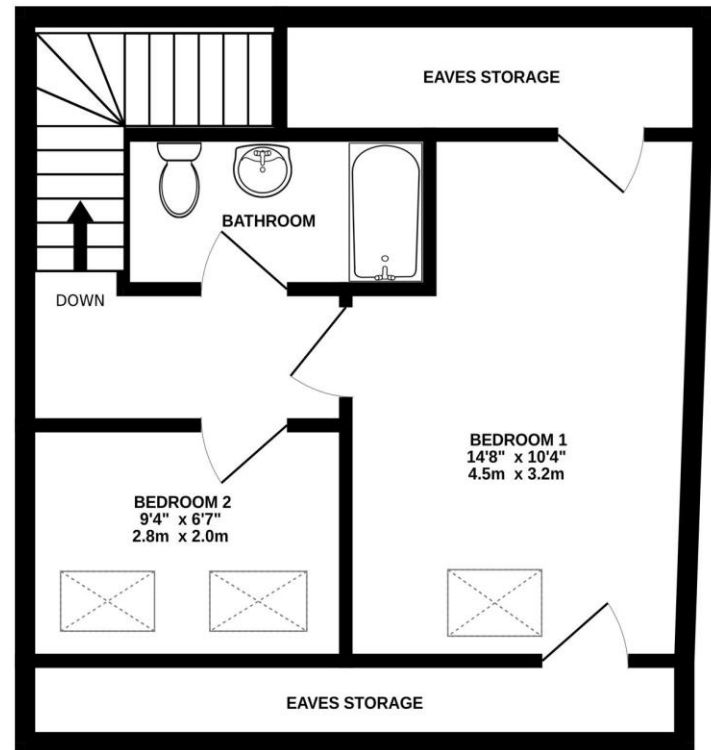 EAVES STORAGE
BATHROOM
DOWN
BEDROOM 1
14'8" x 10'4"
4.5m x 3.2m
BEDROOM 2
9'4" x 6'7"
2.8m x 2.0m
EAVES STORAGE